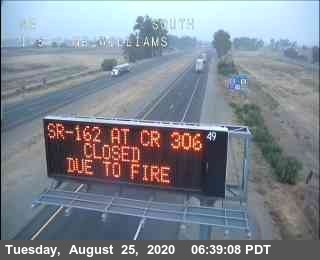 SOUTH
WILLIAMS
SR-162 AT CR 306
CLOSED
DUE TO FIRE
49
Tuesday, August 25, 2020 06:39:08 PDT